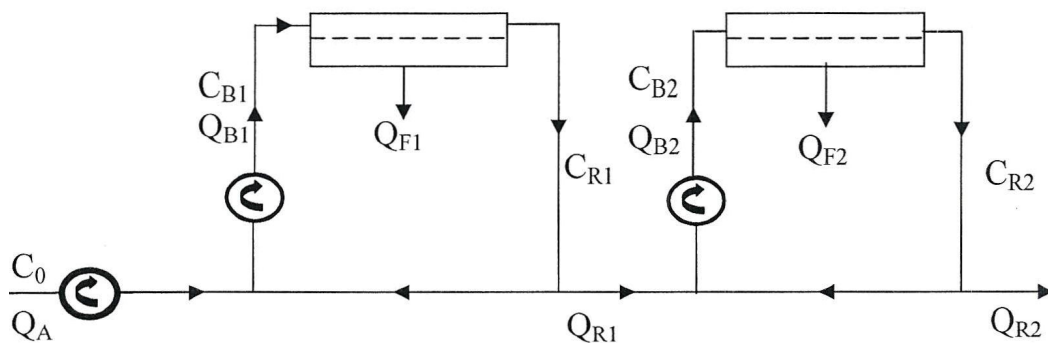 C_B1
Q_B1
Q_F1
C_R1
C_B2
Q_B2
Q_F2
C_R2
C_0
Q_A
Q_R1
Q_R2